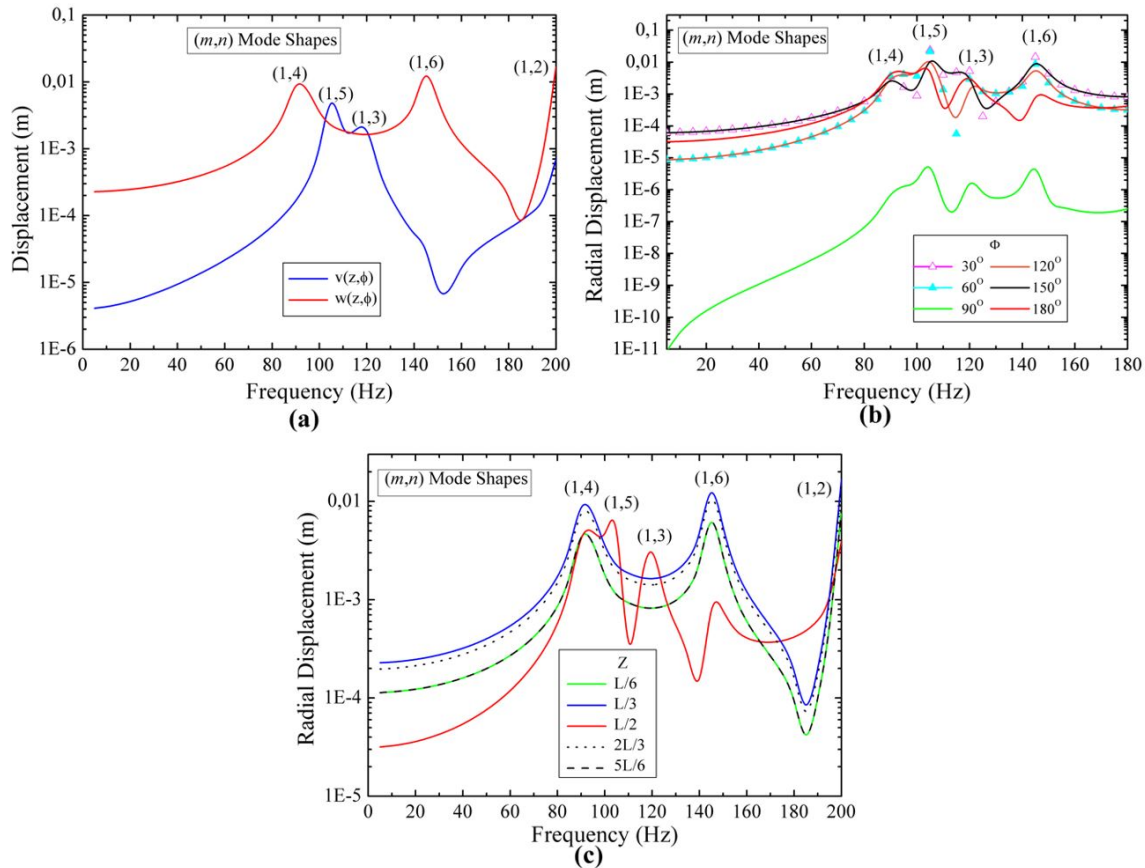 0,1
0,01
1E-3
1E-4
1E-5
1E-6
Displacement (m)
(m,n) Mode Shapes
(1,4)
(1,5)
(1,3)
(1,6)
(1,2)
v(z,ϕ)
w(z,ϕ)
0 20 40 60 80 100 120 140 160 180 200
Frequency (Hz)
(a)
0,1
0,01
1E-3
1E-4
1E-5
1E-6
1E-7
1E-8
1E-9
1E-10
1E-11
Radial Displacement (m)
(m,n) Mode Shapes
(1,4)
(1,5)
(1,3)
(1,6)
Φ
30° 120°
60° 150°
90° 180°
20 40 60 80 100 120 140 160 180
Frequency (Hz)
(b)
0,01
1E-3
1E-4
1E-5
Radial Displacement (m)
(m,n) Mode Shapes
(1,4)
(1,5)
(1,3)
(1,6)
(1,2)
Z
L/6
L/3
L/2
2L/3
5L/6
0 20 40 60 80 100 120 140 160 180 200
Frequency (Hz)
(c)